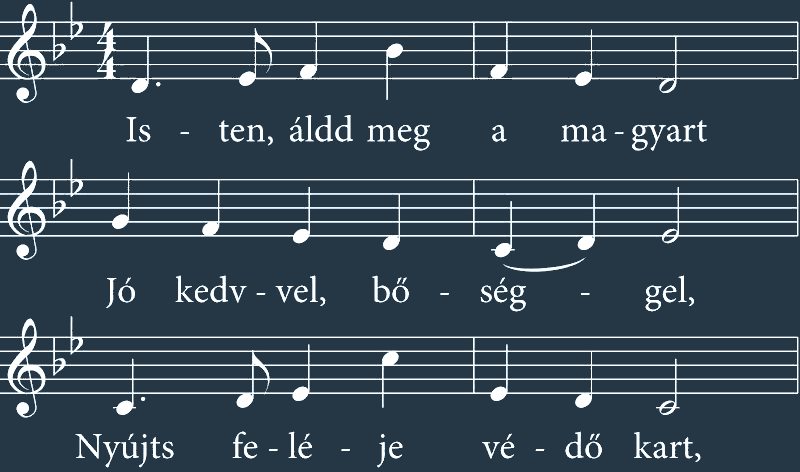 4
4
Is - ten, áldd meg a ma - gyart
Jó kedv - vel, bő - ség - gel,
Nyújts fe - lé - je vé - dő kart,